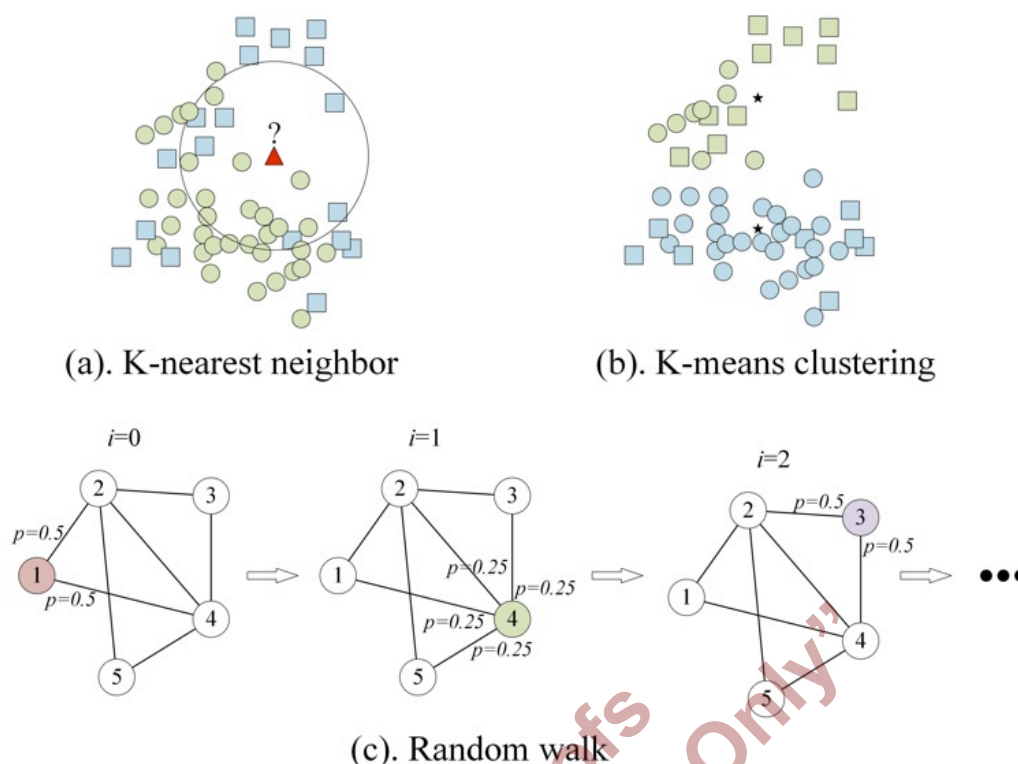 ?
(a). K-nearest neighbor
(b). K-means clustering
i=0
2
3
p=0.5
1
p=0.5
4
5
i=1
2
3
1
p=0.25
p=0.25
p=0.25
4
p=0.25
5
i=2
2
p=0.5
3
p=0.5
1
4
5
•••
(c). Random walk
Only”